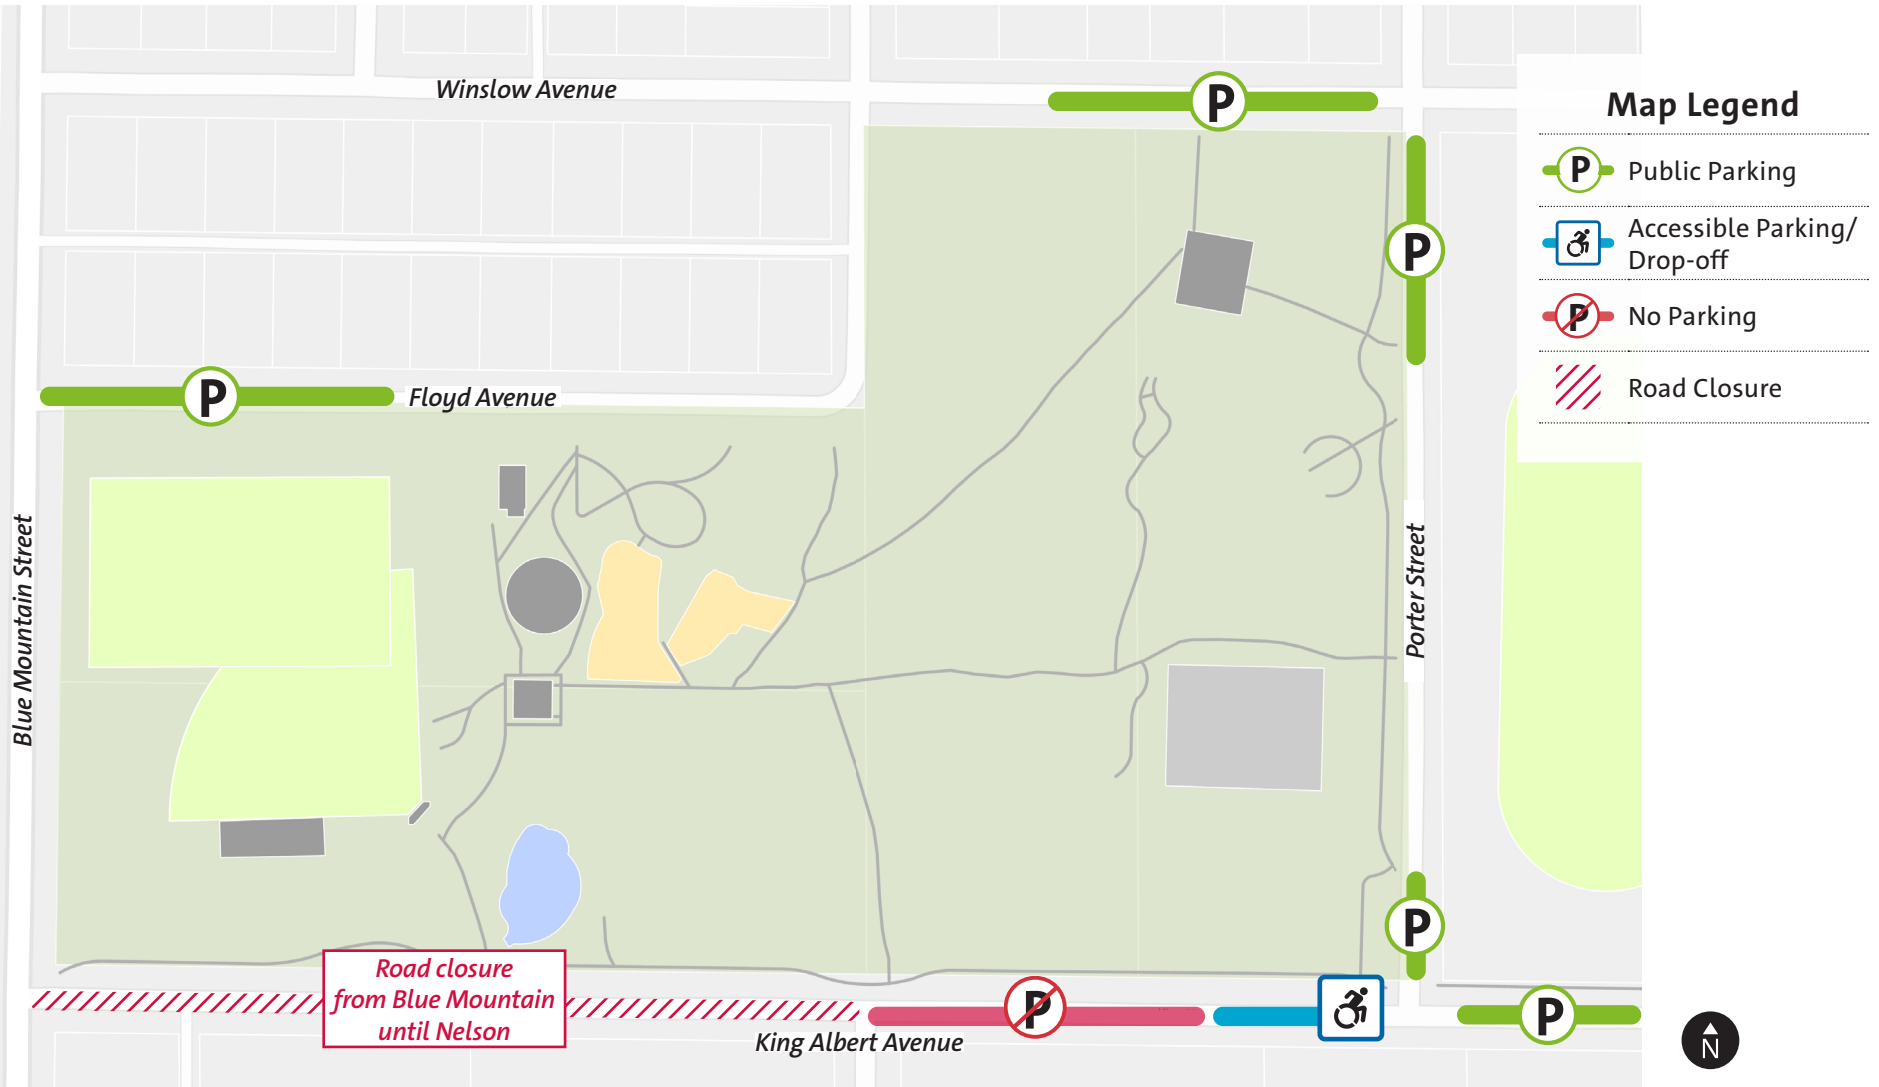 Winslow Avenue
P
Map Legend
P
P Public Parking
Accessible Parking/
Drop-off
P No Parking
Road Closure
P
Floyd Avenue
Blue Mountain Street
Porter Street
P
Road closure
from Blue Mountain
until Nelson
P
P
King Albert Avenue
N